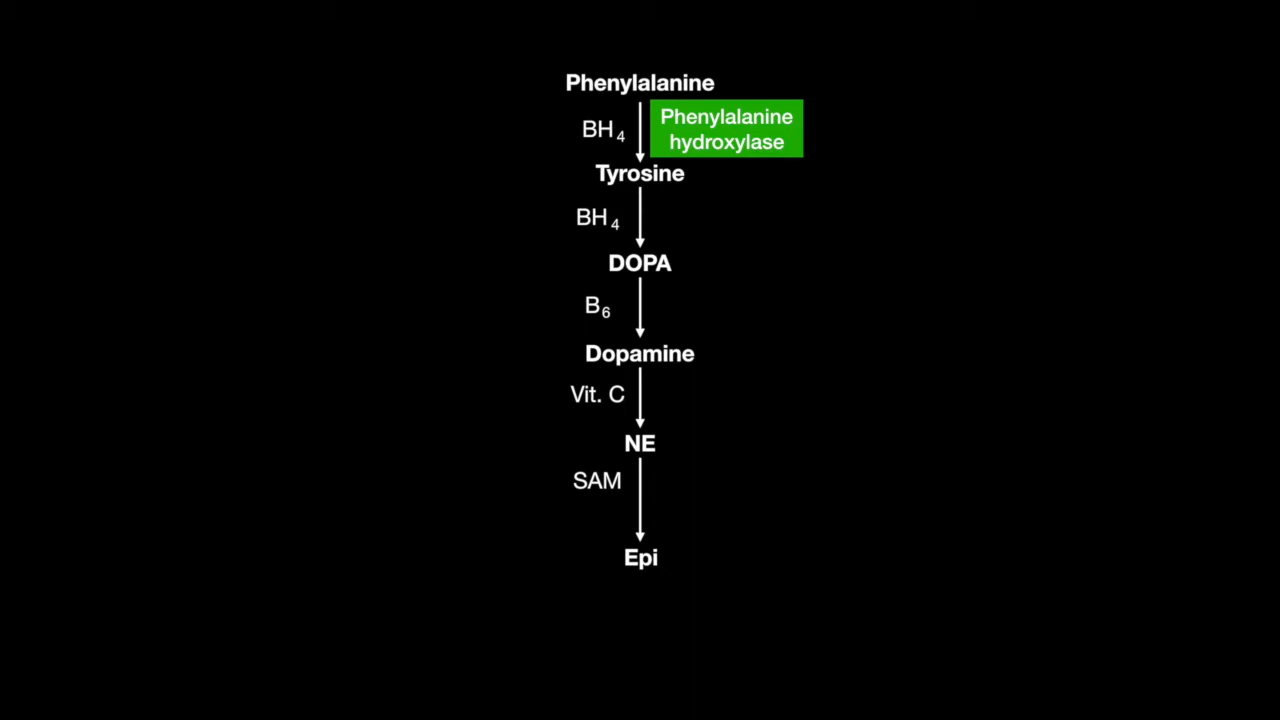 Phenylalanine
BH₄
Phenylalanine
hydroxylase
Tyrosine
BH₄
DOPA
B₆
Dopamine
Vit. C
NE
SAM
Epi